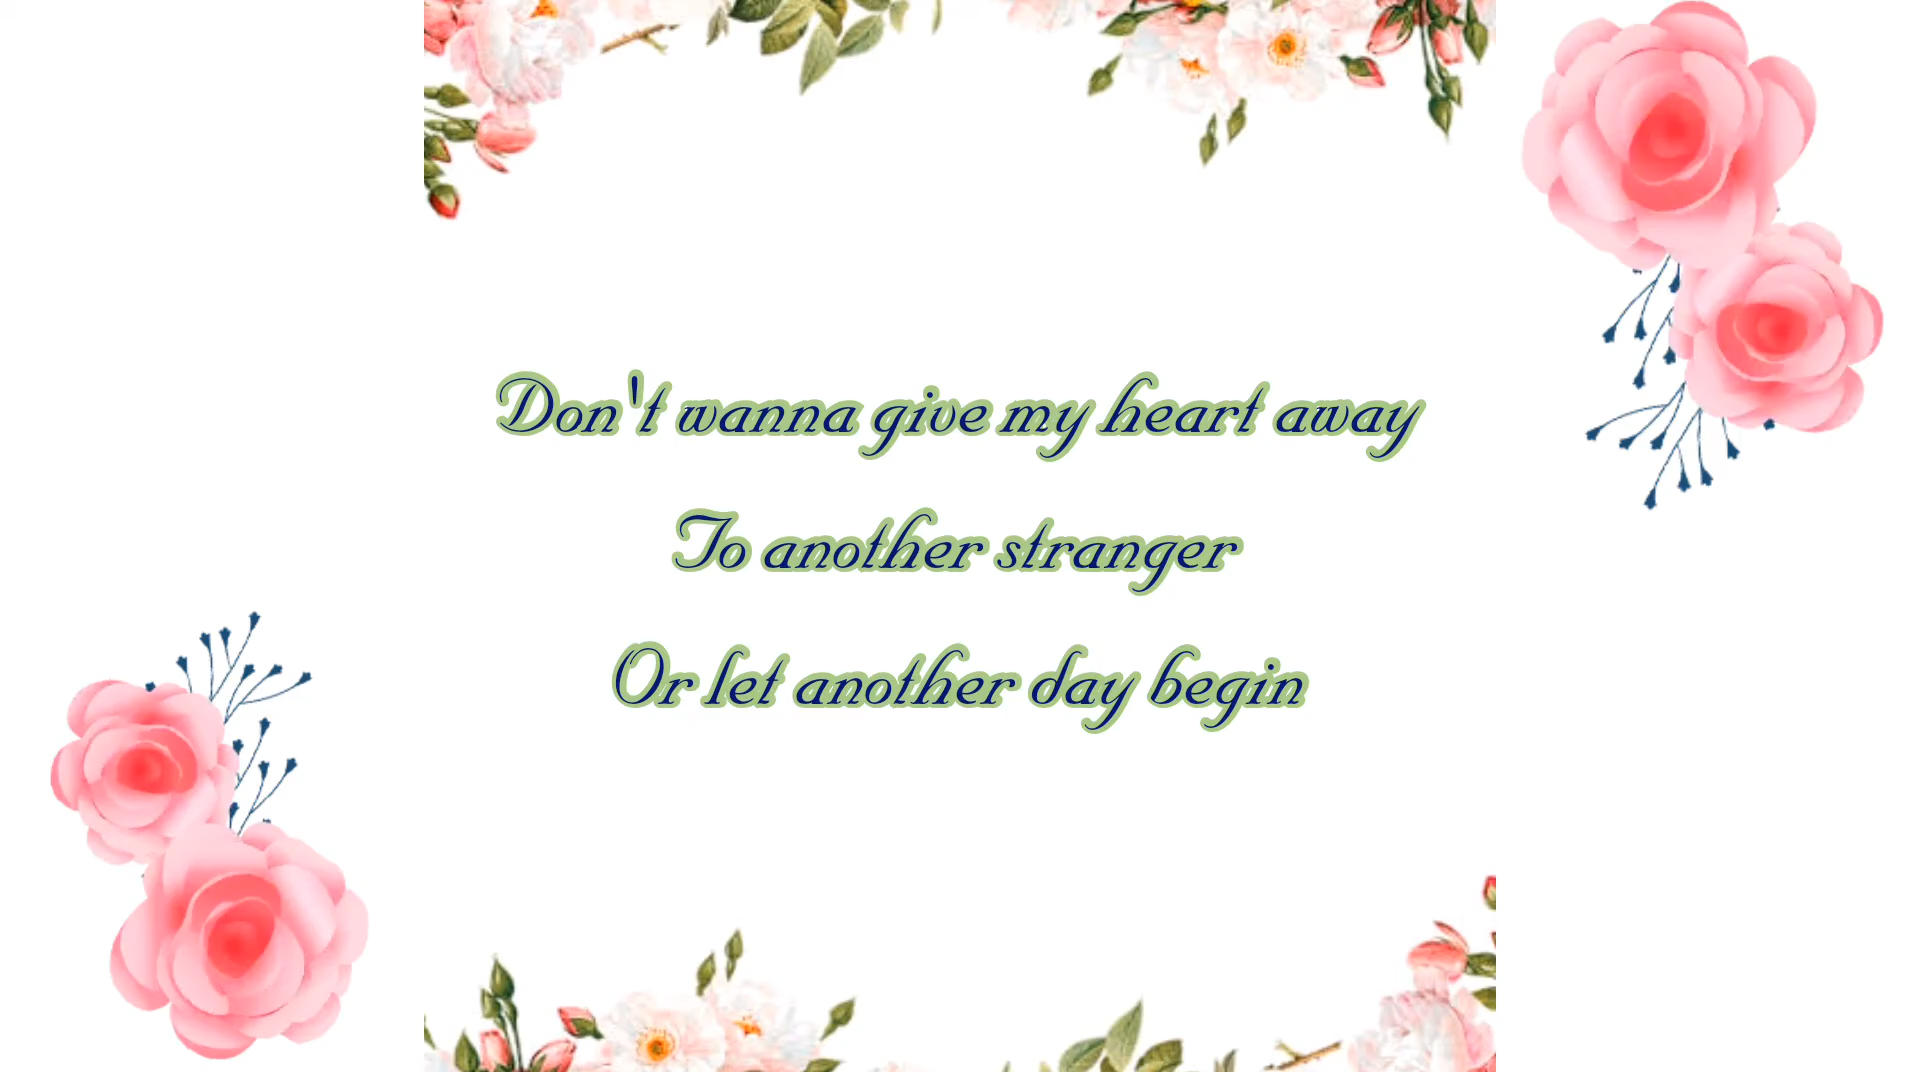 Don't wanna give my heart away
To another stranger
Or let another day begin